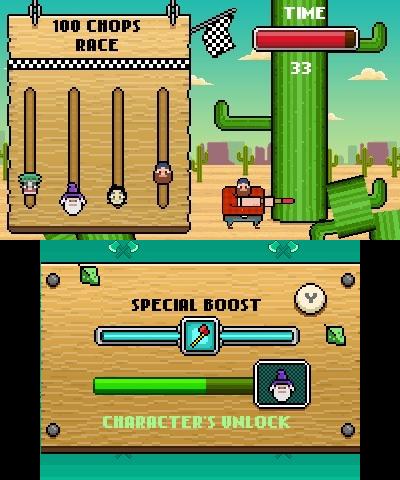 100 CHOPS
RACE
TIME
33
SPECIAL BOOST
Y
CHARACTER'S UNLOCK